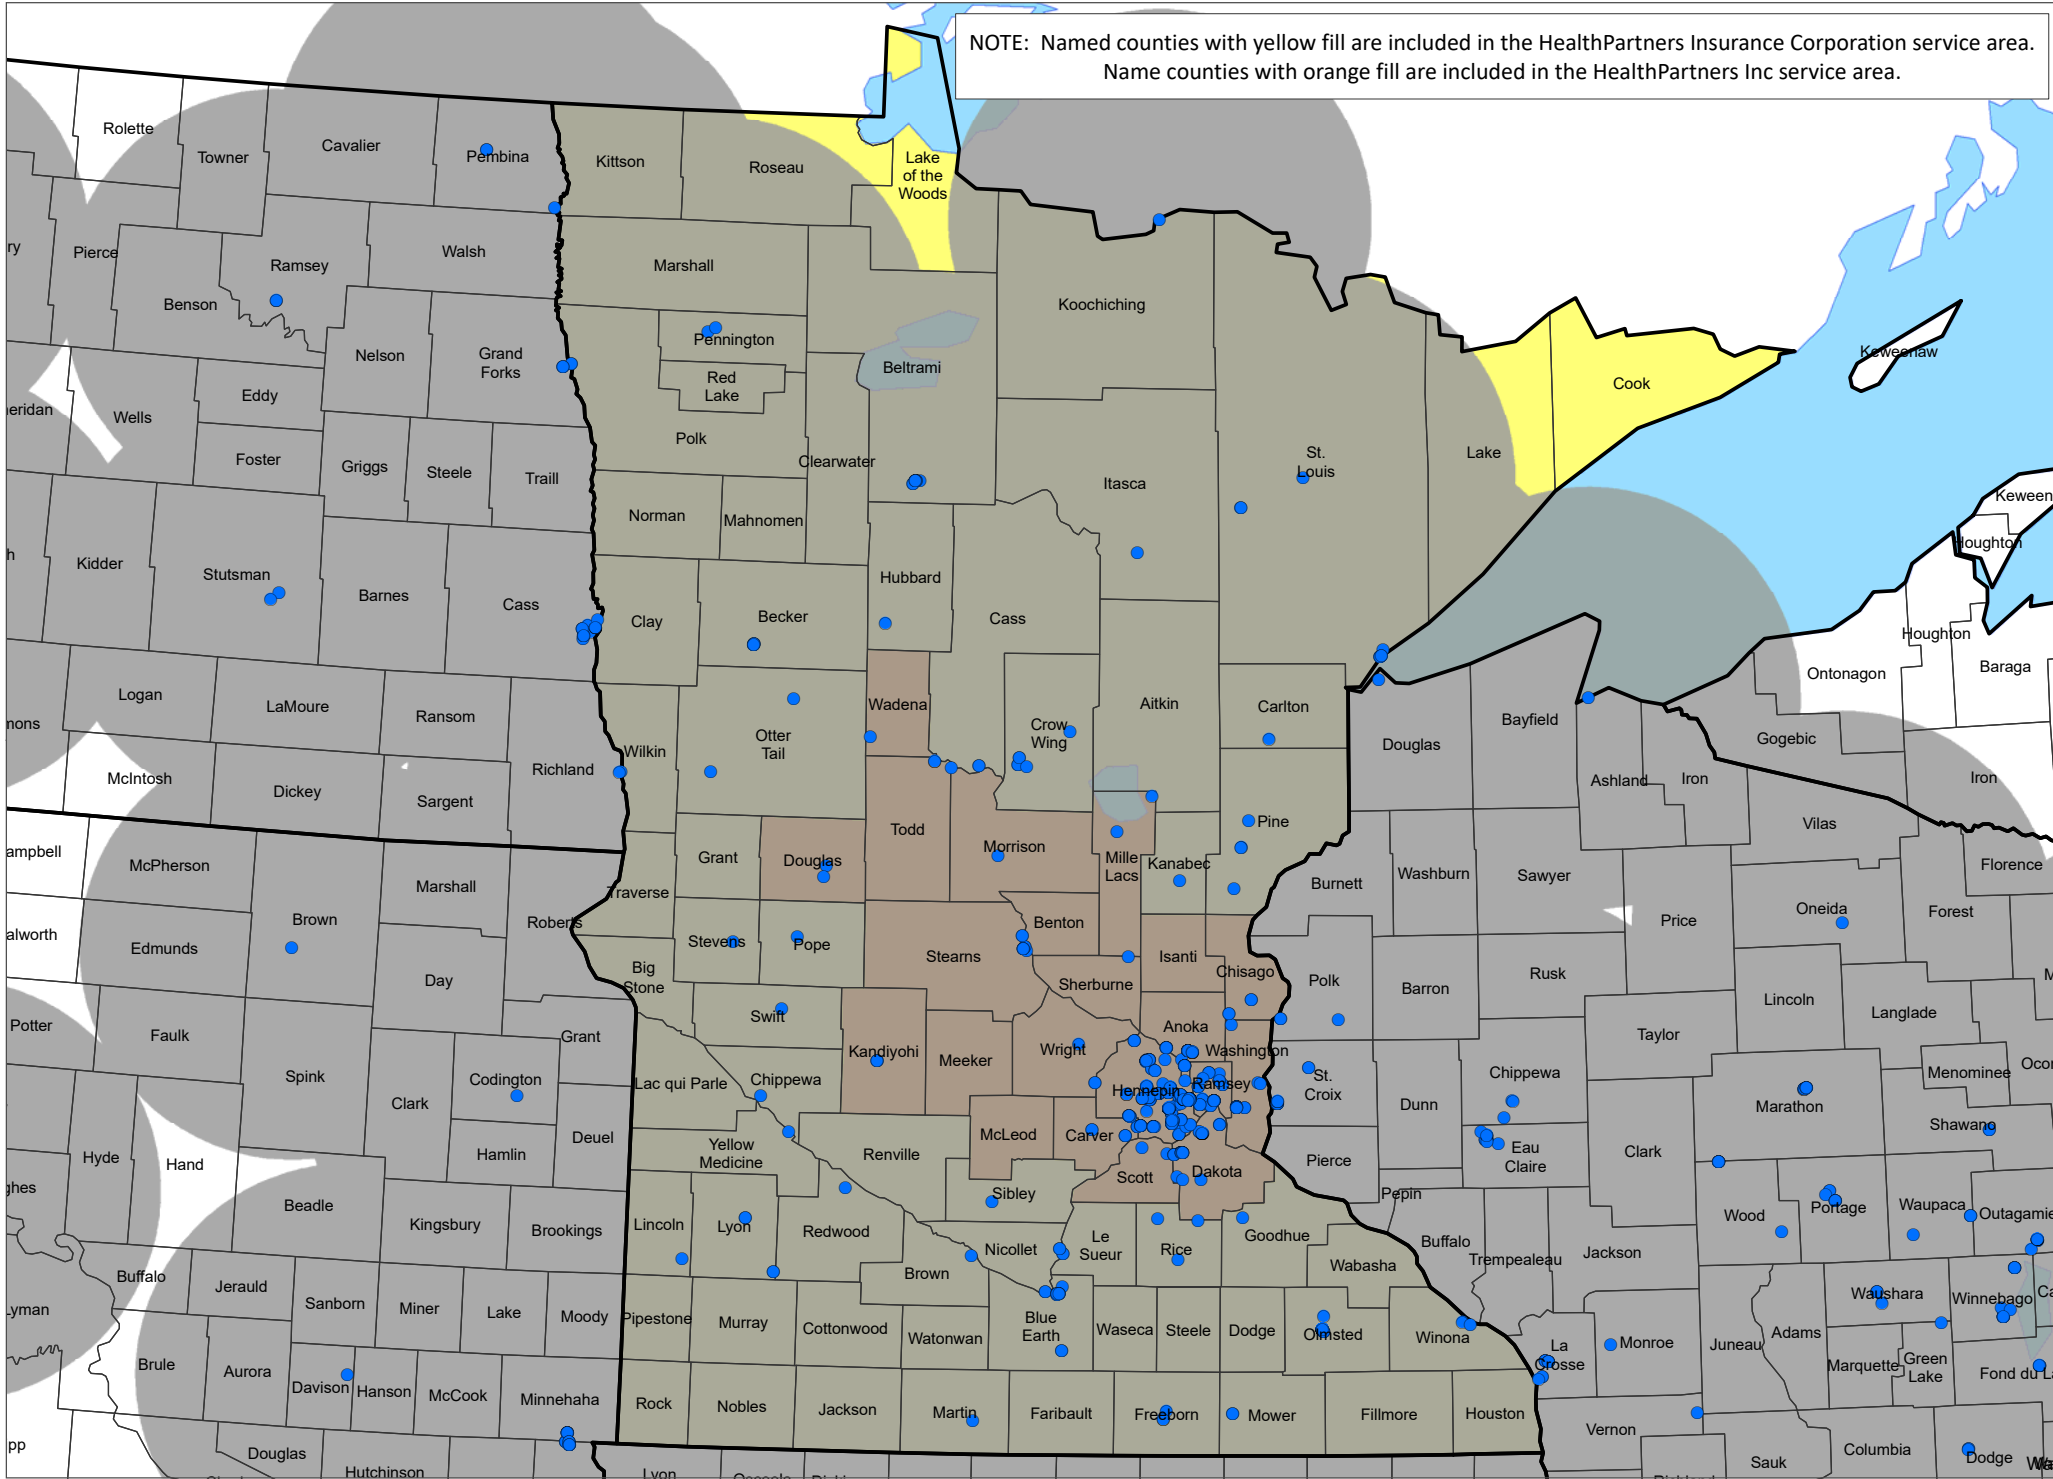 NOTE:  Named counties with yellow fill are included in the HealthPartners Insurance Corporation service area.
Name counties with orange fill are included in the HealthPartners Inc service area.
Rolette
Towner
Cavalier
Pembina
Kittson
Roseau
Lake
of the
Woods
ry
Pierce
Ramsey
Walsh
Marshall
Benson
Koochiching
Nelson
Grand
Forks
Pennington
Red
Lake
Beltrami
Keweenaw
Cook
eridan
Wells
Eddy
Foster
Griggs
Steele
Traill
Polk
Clearwater
Itasca
St.
Louis
Lake
Keween
Houghton
Norman
Mahnomen
h
Kidder
Stutsman
Barnes
Cass
Clay
Becker
Hubbard
Cass
Houghton
Baraga
Ontonagon
mons
Logan
LaMoure
Ransom
Richland
Wilkin
Otter
Tail
Wadena
Crow
Wing
Aitkin
Carlton
Douglas
Bayfield
Ashland
Iron
Gogebic
Iron
McIntosh
Dickey
Sargent
ampbell
McPherson
Marshall
Roberts
Traverse
Grant
Douglas
Todd
Morrison
Mille
Lacs
Kanabec
Pine
Burnett
Washburn
Sawyer
Vilas
Florence
Price
Oneida
Forest
alworth
Edmunds
Brown
Day
Big
Stone
Stevens
Pope
Stearns
Benton
Sherburne
Isanti
Chisago
Polk
Barron
Rusk
Lincoln
Langlade
M
Potter
Faulk
Spink
Clark
Codington
Grant
Swift
Kandiyohi
Meeker
Wright
Anoka
Washington
Hennepin
Ramsey
St.
Croix
Dunn
Chippewa
Taylor
Marathon
Menominee
Ocor
Shawano
Lac qui Parle
Chippewa
Deuel
Hamlin
Hyde
Hand
ghes
Beadle
Kingsbury
Brookings
Yellow
Medicine
Renville
McLeod
Carver
Scott
Dakota
Pierce
Pepin
Eau
Claire
Clark
Wood
Portage
Waupaca
Outagamie
Lincoln
Lyon
Redwood
Sibley
Nicollet
Le
Sueur
Rice
Goodhue
Wabasha
Buffalo
Trempealeau
Jackson
Buffalo
Jerauld
Sanborn
Miner
Lake
Moody
Pipestone
Murray
Cottonwood
Brown
Watonwan
Blue
Earth
Waseca
Steele
Dodge
Olmsted
Winona
La
Crosse
Monroe
Juneau
Adams
Waushara
Winnebago
Ca
Marquette
Green
Lake
Fond du La
Lyman
Brule
Aurora
Davison
Hanson
McCook
Minnehaha
Rock
Nobles
Jackson
Martin
Faribault
Freeborn
Mower
Fillmore
Houston
Vernon
Sauk
Columbia
Dodge
pp
Douglas
Hutchinson
Lyon